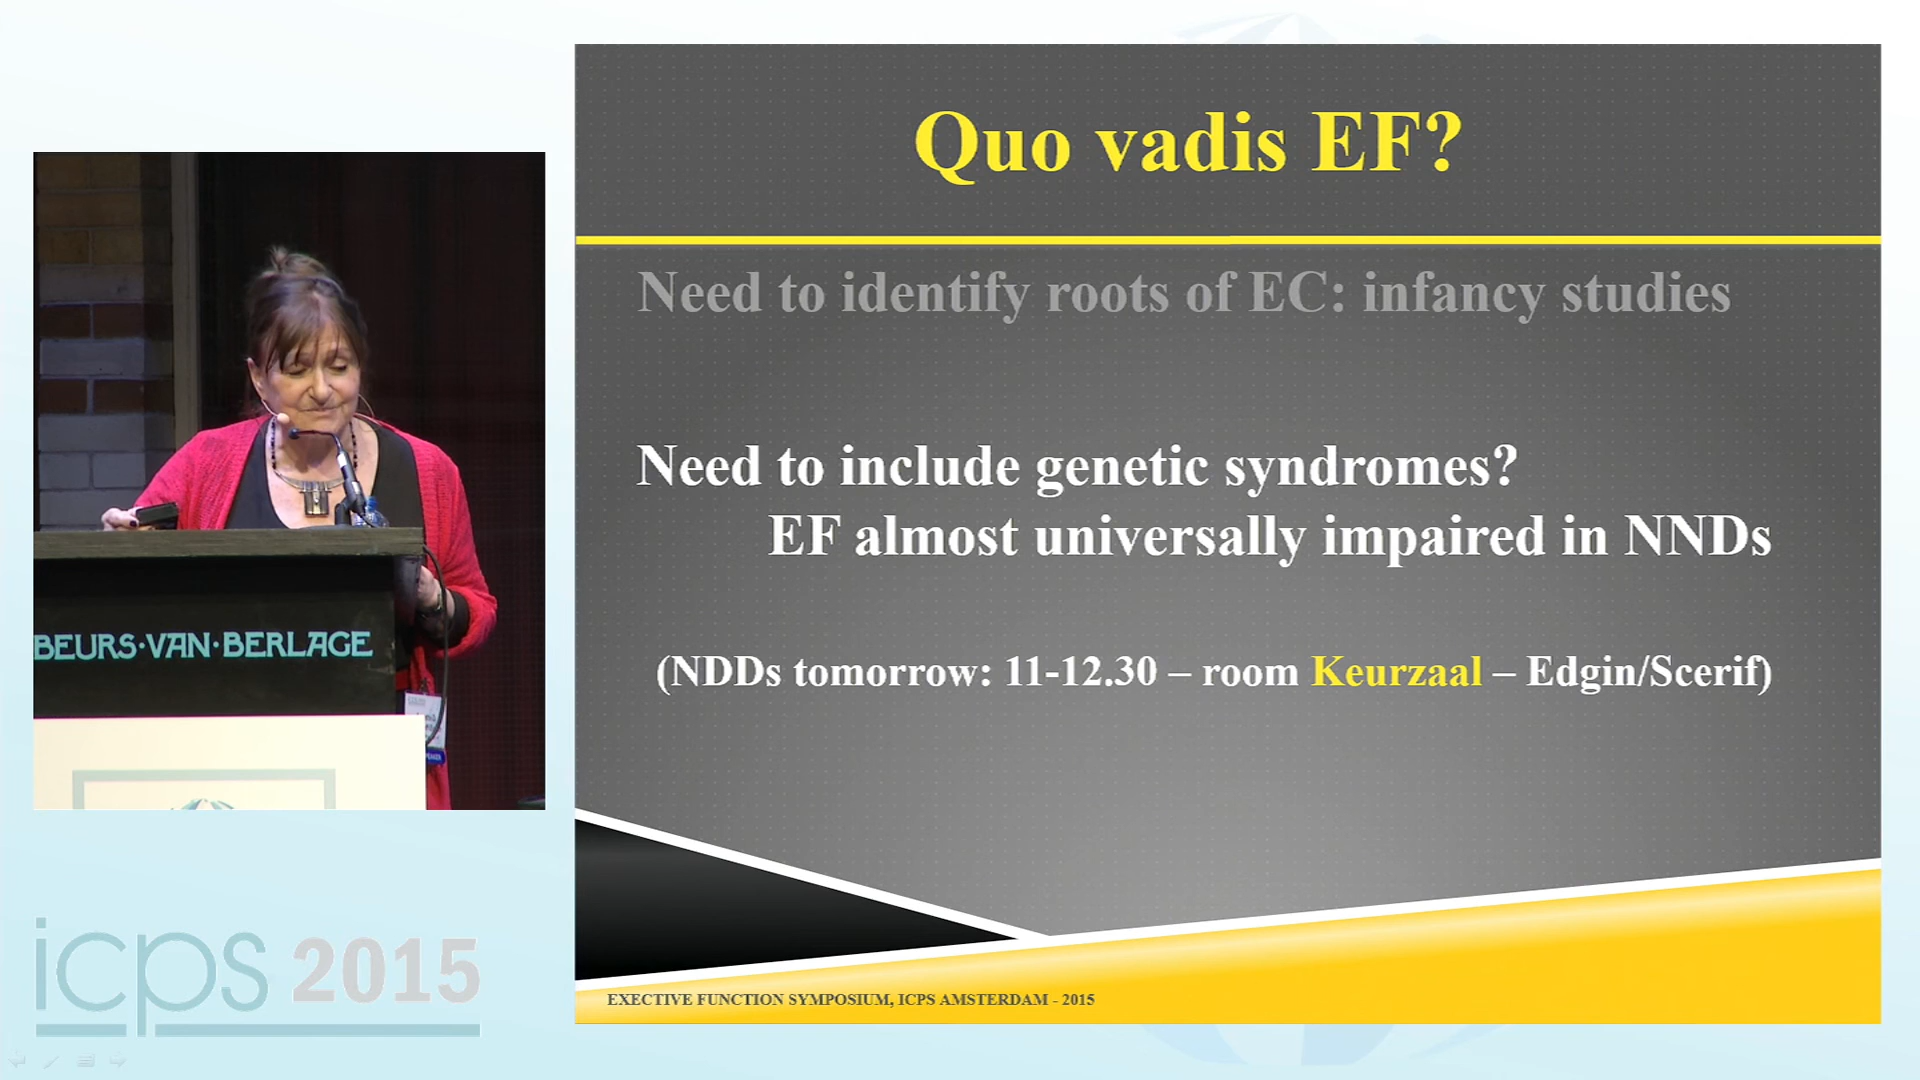 Quo vadis EF?
Need to identify roots of EC: infancy studies
Need to include genetic syndromes?
EF almost universally impaired in NNDs
(NDDs tomorrow: 11-12.30 – room Keurzaal – Edgin/Scerif)
EXECTIVE FUNCTION SYMPOSIUM, ICPS AMSTERDAM - 2015
BEURS·VAN·BERLAGE
icps 2015